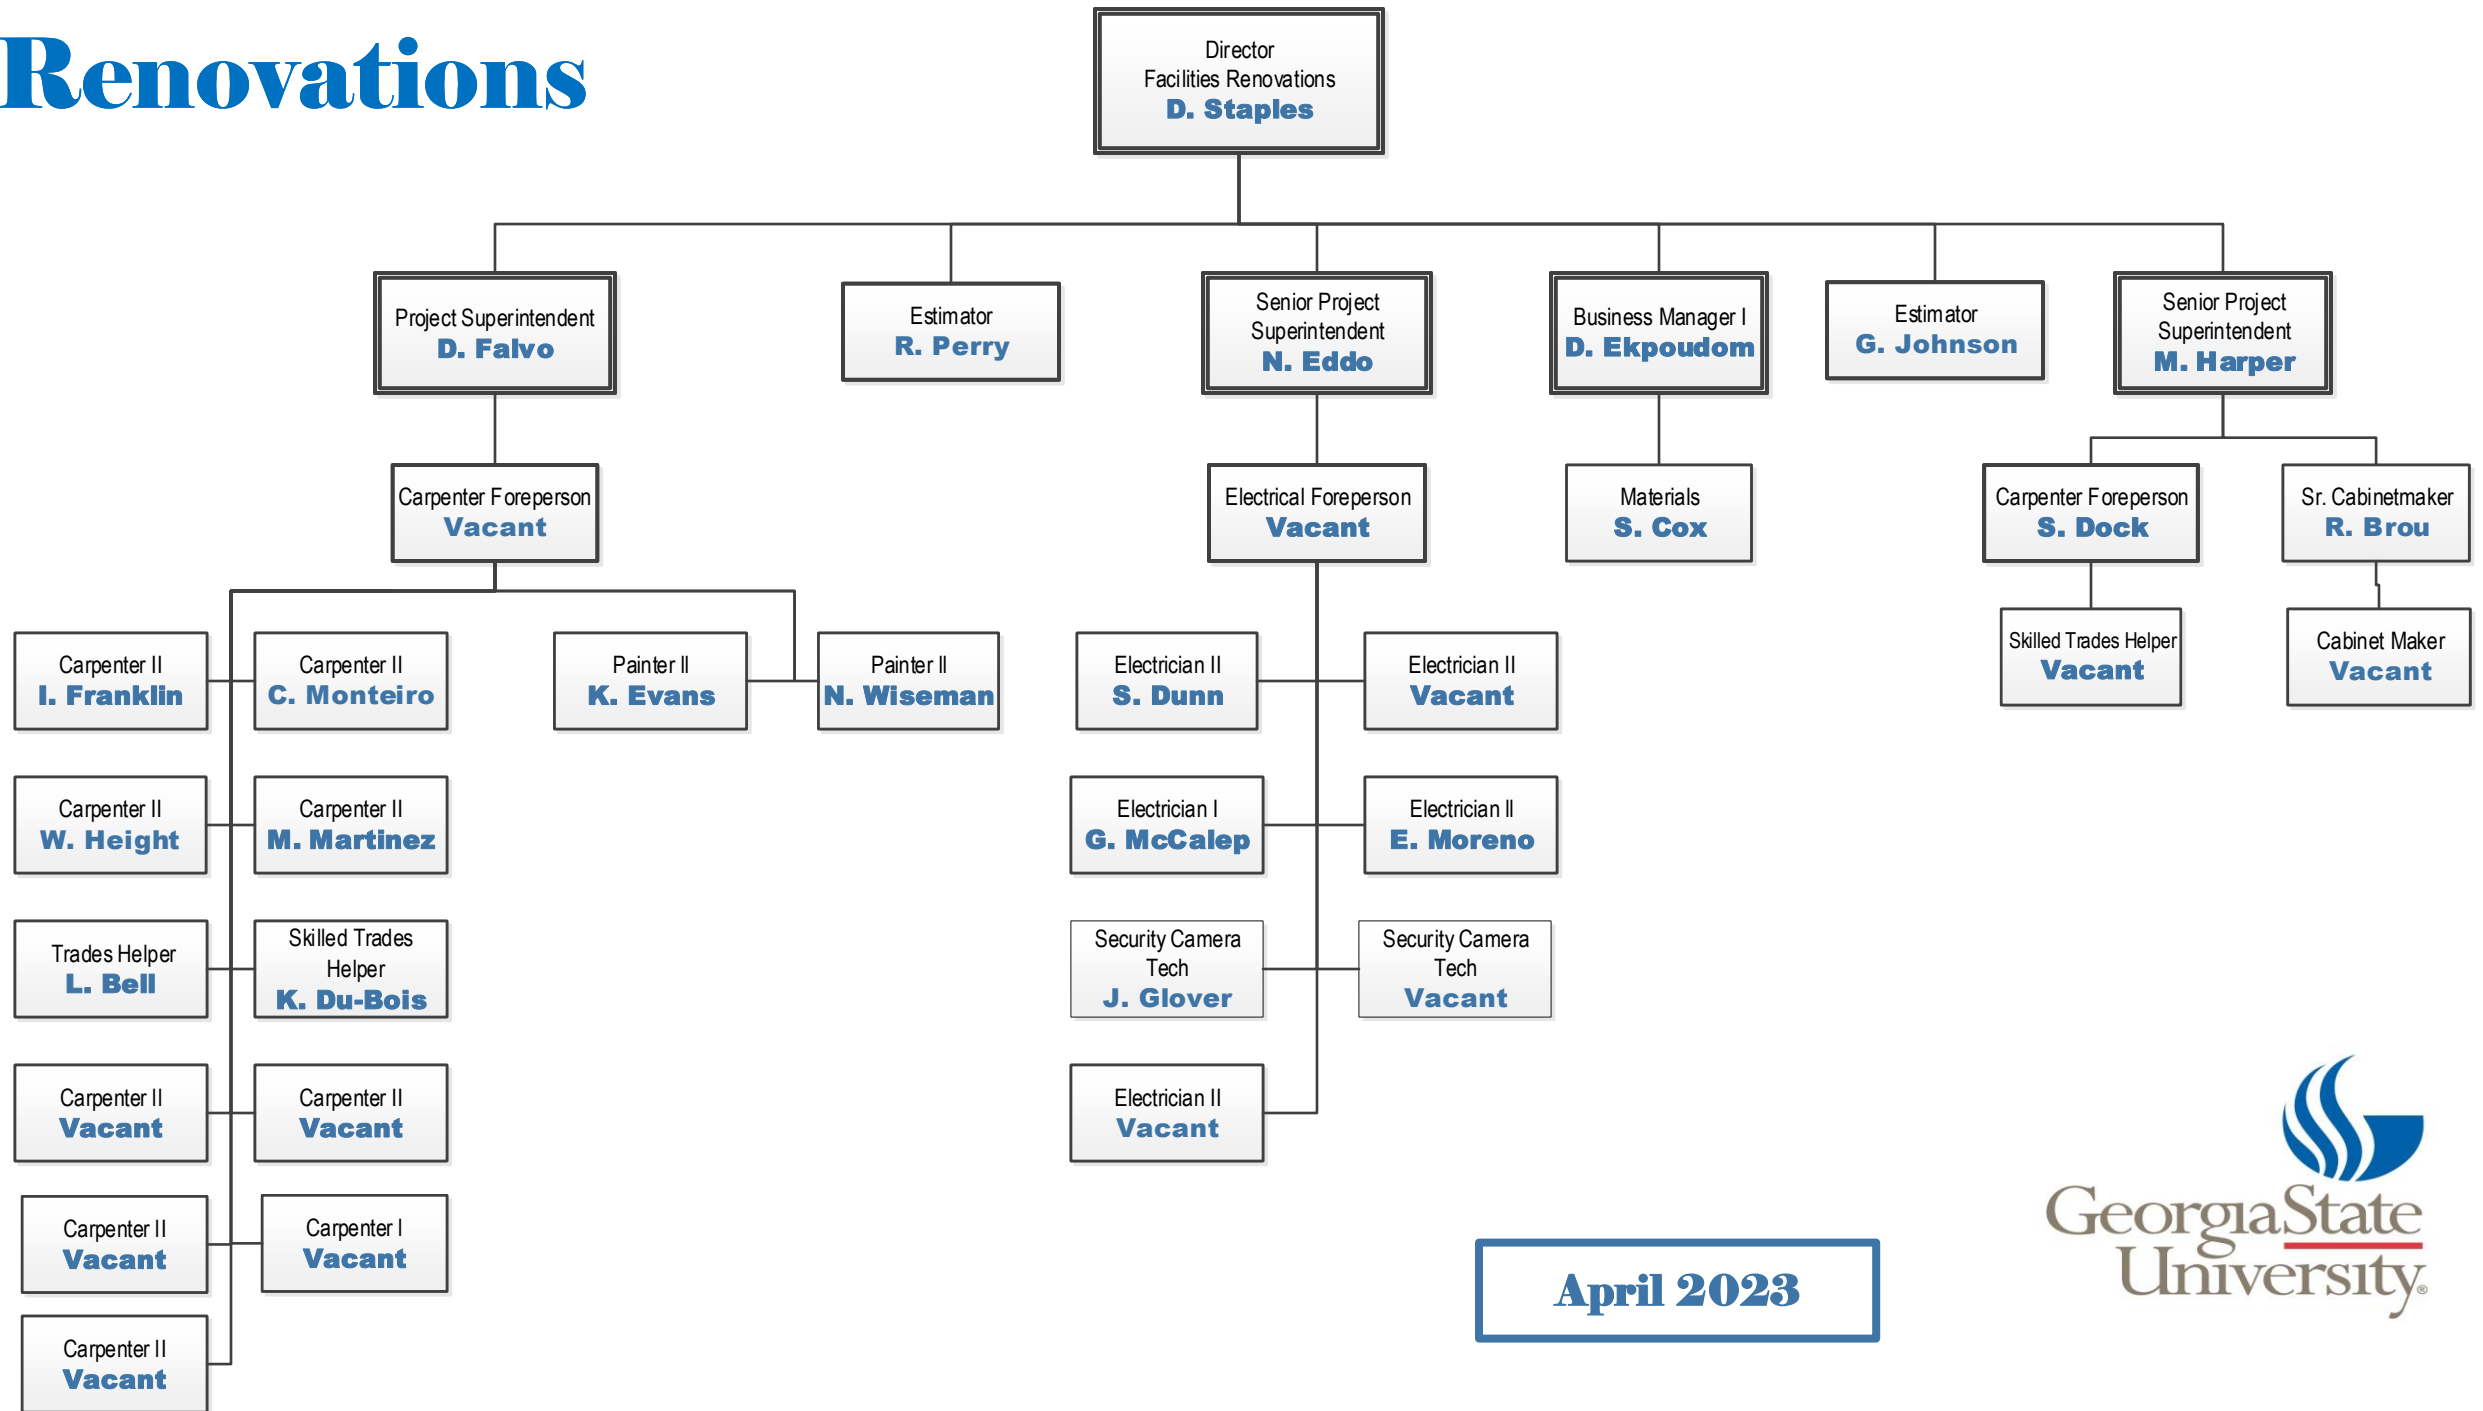 Renovations
Director
Facilities Renovations
D. Staples
Project Superintendent
D. Falvo
Estimator
R. Perry
Senior Project
Superintendent
N. Eddo
Business Manager I
D. Ekpoudom
Estimator
G. Johnson
Senior Project
Superintendent
M. Harper
Carpenter Foreperson
Vacant
Electrical Foreperson
Vacant
Materials
S. Cox
Carpenter Foreperson
S. Dock
Sr. Cabinetmaker
R. Brou
Carpenter II
I. Franklin
Carpenter II
C. Monteiro
Painter II
K. Evans
Painter II
N. Wiseman
Electrician II
S. Dunn
Electrician II
Vacant
Skilled Trades Helper
Vacant
Cabinet Maker
Vacant
Carpenter II
W. Height
Carpenter II
M. Martinez
Electrician I
G. McCalep
Electrician II
E. Moreno
Trades Helper
L. Bell
Skilled Trades
Helper
K. Du-Bois
Security Camera
Tech
J. Glover
Security Camera
Tech
Vacant
Carpenter II
Vacant
Carpenter II
Vacant
Electrician II
Vacant
Carpenter II
Vacant
Carpenter I
Vacant
Carpenter II
Vacant
April 2023
GeorgiaState
University®